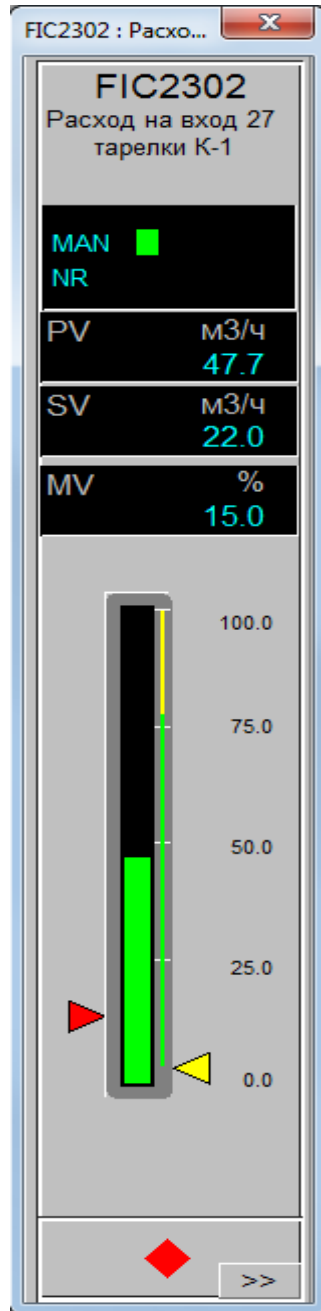 FIC2302 : Расхо...
FIC2302
Расход на вход 27
тарелки К-1
MAN
NR
PV м3/ч
47.7
SV м3/ч
22.0
MV %
15.0
100.0
75.0
50.0
25.0
0.0
>>